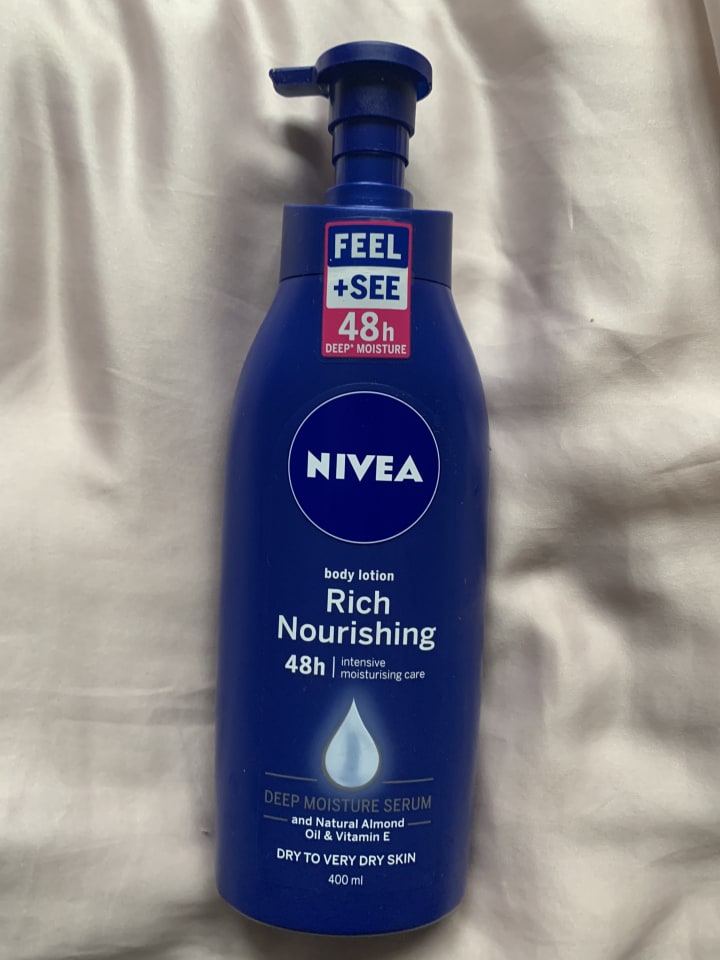 FEEL
+SEE
48h
DEEP* MOISTURE
NIVEA
body lotion
Rich
Nourishing
48h | intensive
moisturising care
DEEP MOISTURE SERUM
and Natural Almond
Oil & Vitamin E
DRY TO VERY DRY SKIN
400 ml